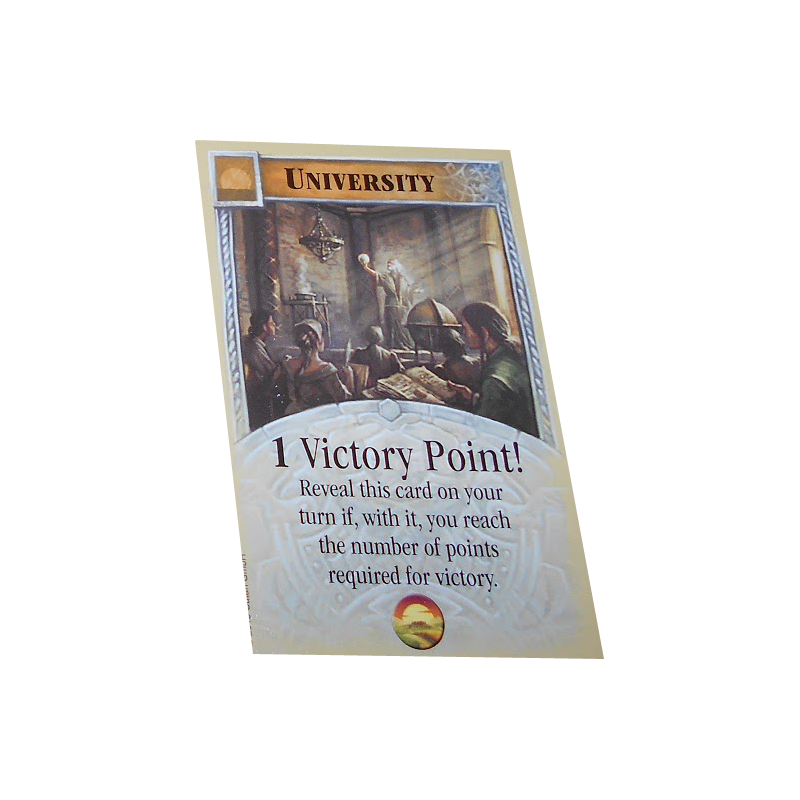 UNIVERSITY
1 Victory Point!
Reveal this card on your
turn if, with it, you reach
the number of points
required for victory.